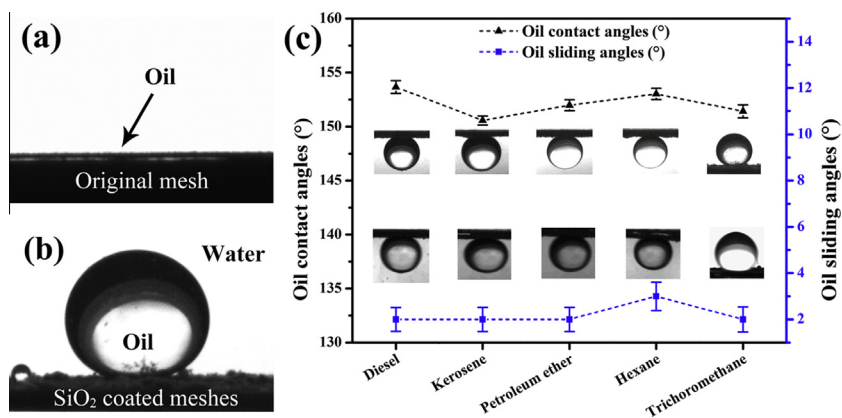 (a)
Oil
Original mesh
(b)
Water
Oil
SiO₂ coated meshes
(c)
Oil contact angles (°)
Oil sliding angles (°)
Oil contact angles (°)
160
155
150
145
140
135
130
Oil sliding angles (°)
14
12
10
8
6
4
2
Diesel
Kerosene
Petroleum ether
Hexane
Trichoromethane